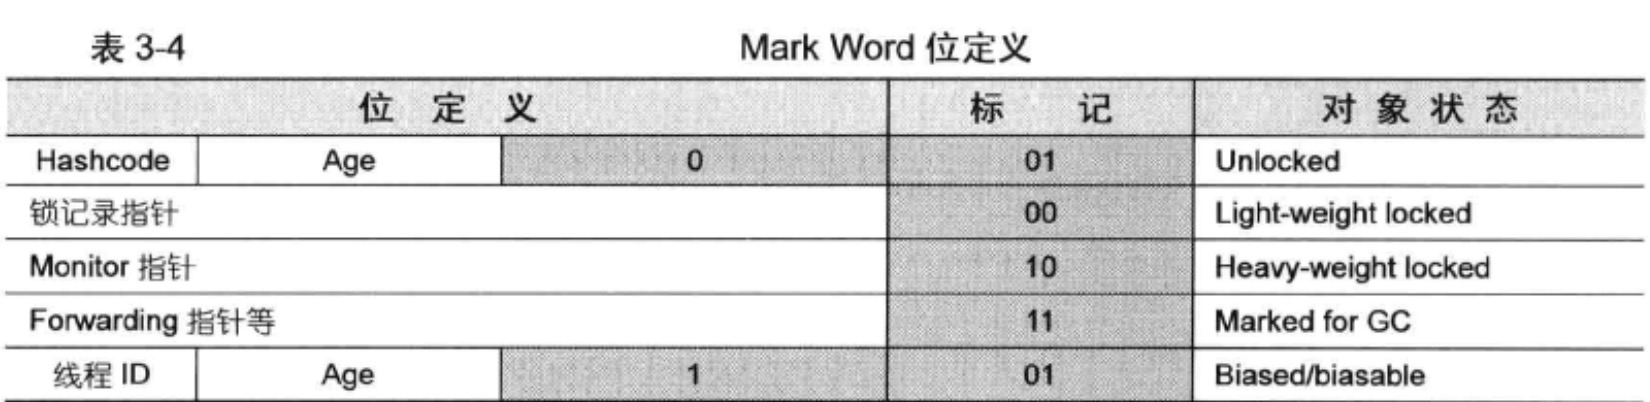 表 3-4 Mark Word 位定义
位 定 义 标 记 对 象 状 态
Hashcode Age 0 01 Unlocked
锁记录指针 00 Light-weight locked
Monitor 指针 10 Heavy-weight locked
Forwarding 指针等 11 Marked for GC
线程 ID Age 1 01 Biased/biasable